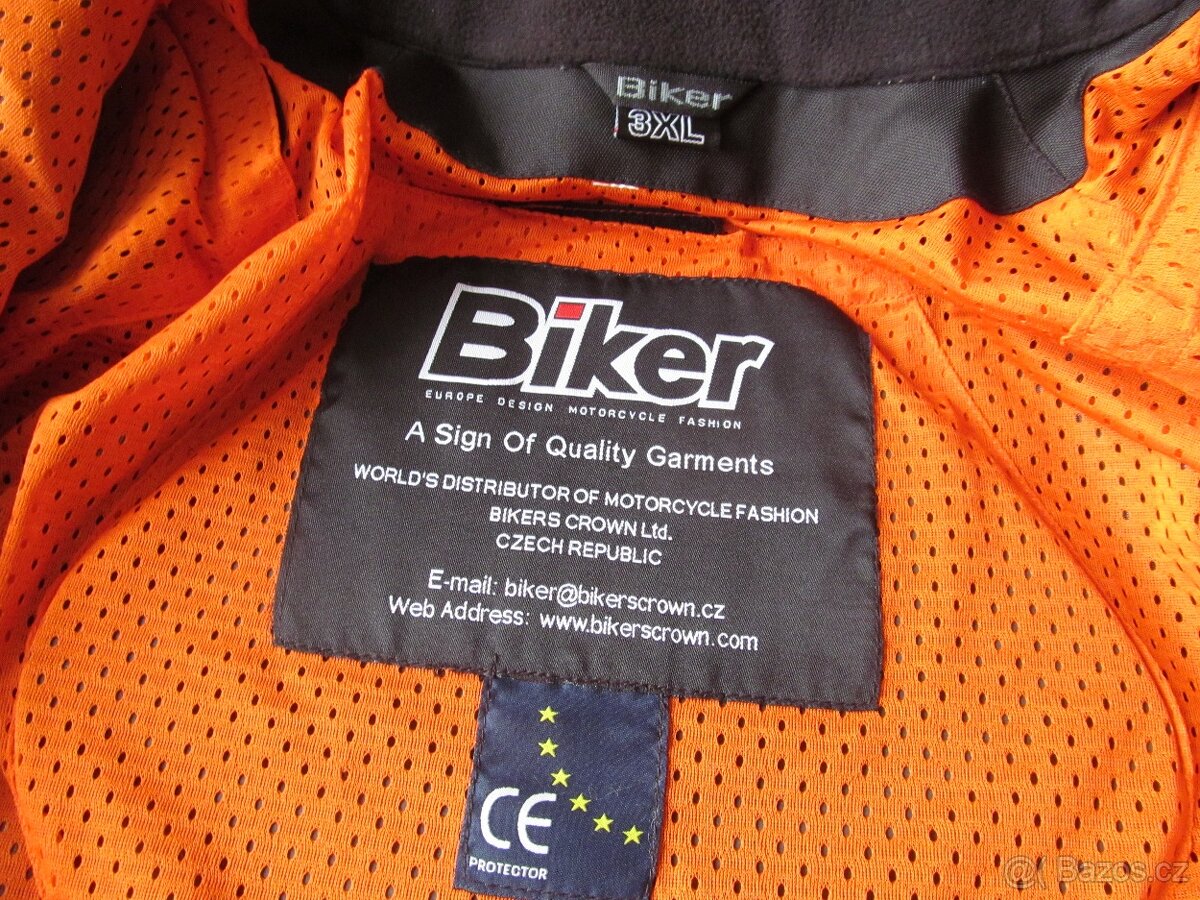 Biker
3XL
Biker
EUROPE DESIGN MOTORCYCLE FASHION
A Sign Of Quality Garments
WORLD'S DISTRIBUTOR OF MOTORCYCLE FASHION
BIKERS CROWN Ltd.
CZECH REPUBLIC
E-mail: biker@bikerscrown.cz
Web Address: www.bikerscrown.com
CE
PROTECTOR
@( Bazos.cz